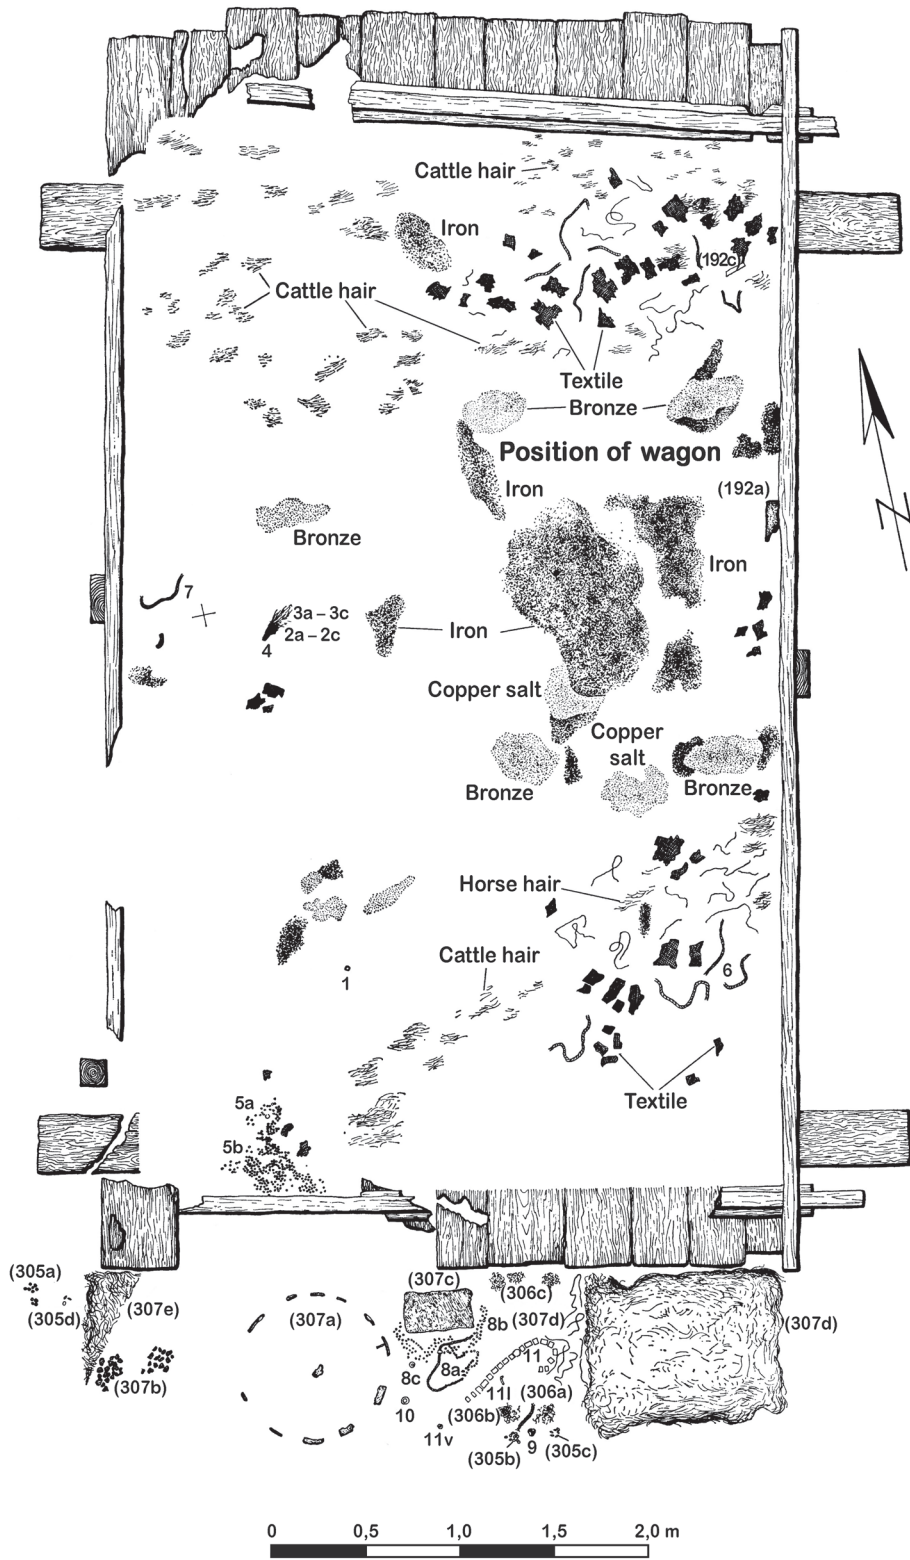 Cattle hair
Iron
(192c)
Cattle hair
Textile
Bronze
Position of wagon
Iron
(192a)
Bronze
Iron
7
3a – 3c
2a – 2c
4
Iron
Copper salt
Copper
salt
Bronze
Bronze
Horse hair
Cattle hair
6
1
5a
5b
Textile
(305a)
(305d)
(307e)
(307b)
(307a)
(307c)
(306c)
(307d)
8b
(307d)
8a
8c
11
11l
(306a)
(306b)
10
11v
9
(305b)
(305c)
N
0 0,5 1,0 1,5 2,0 m